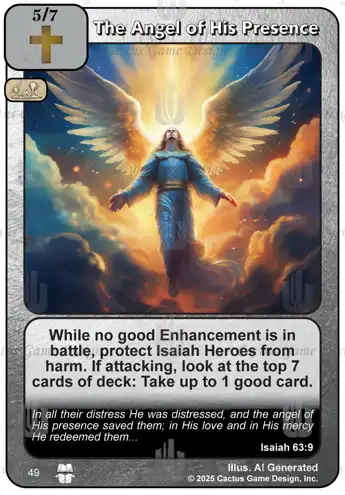 5/7
The Angel of His Presence
While no good Enhancement is in
battle, protect Isaiah Heroes from
harm. If attacking, look at the top 7
cards of deck: Take up to 1 good card.
In all their distress He was distressed, and the angel of
His presence saved them; in His love and in His mercy
He redeemed them...
Isaiah 63:9
49
Illus. AI Generated
© 2025 Cactus Game Design, Inc.